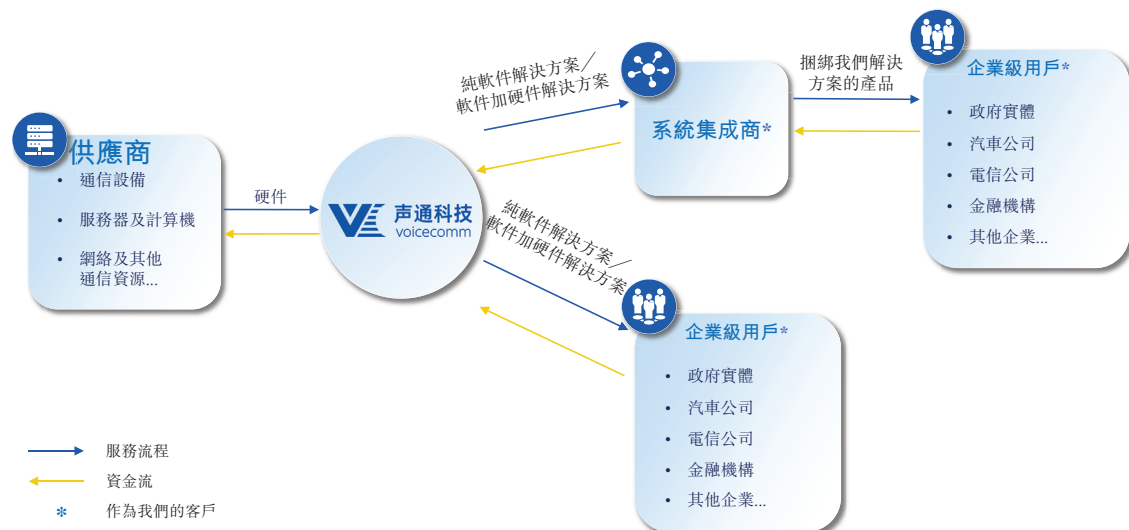 供應商
• 通信設備
• 服務器及計算機
• 網絡及其他
通信資源...
硬件
声通科技
voicecomm
純軟件解決方案／
軟件加硬件解決方案
系統集成商*
捆綁我們解決
方案的產品
企業級用戶*
• 政府實體
• 汽車公司
• 電信公司
• 金融機構
• 其他企業...
純軟件解決方案／
軟件加硬件解決方案
企業級用戶*
• 政府實體
• 汽車公司
• 電信公司
• 金融機構
• 其他企業...
服務流程
資金流
* 作為我們的客戶